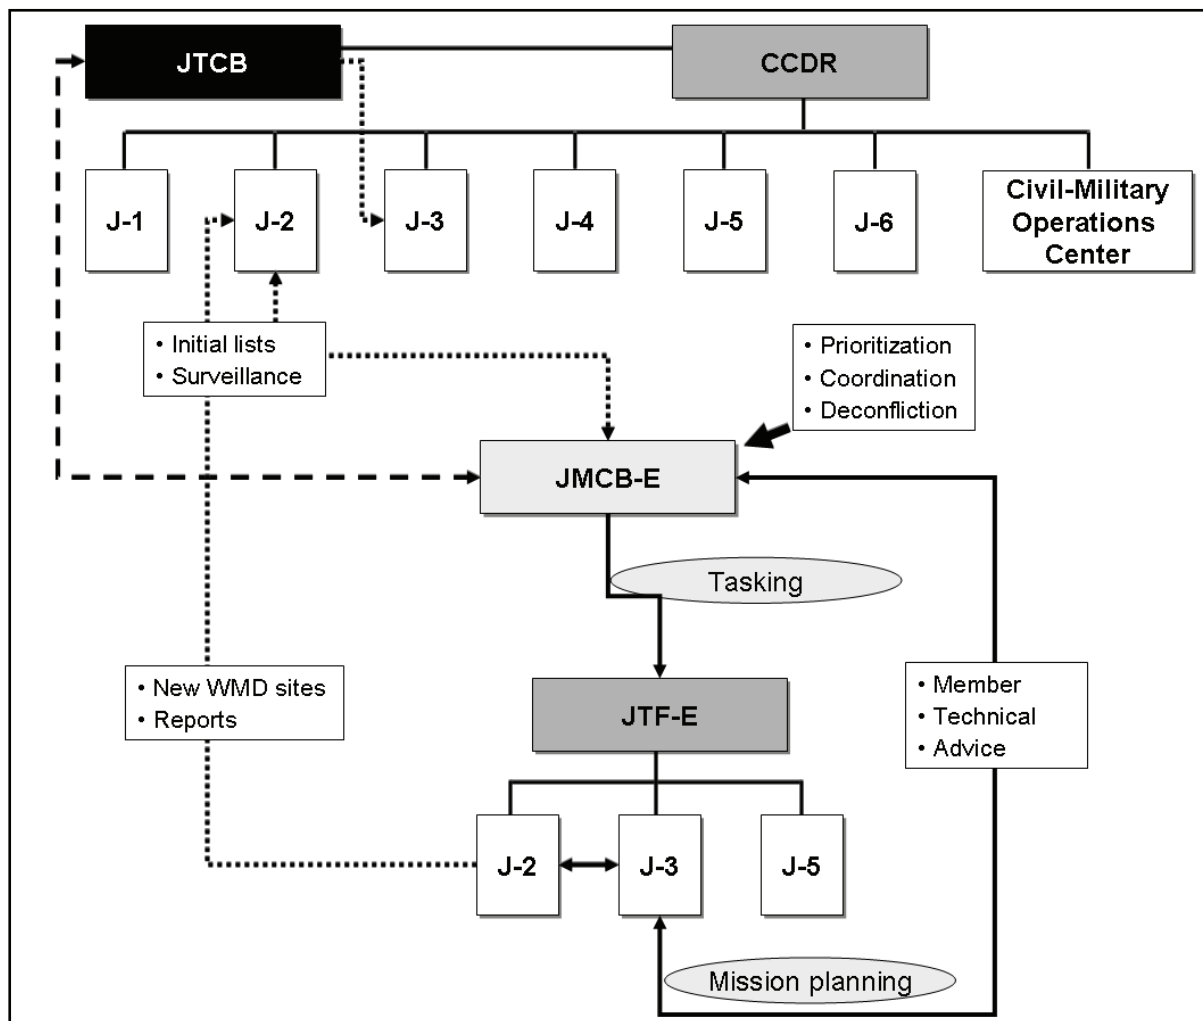 JTCB
CCDR
J-1
J-2
J-3
J-4
J-5
J-6
Civil-Military
Operations
Center
• Initial lists
• Surveillance
• Prioritization
• Coordination
• Deconfliction
JMCB-E
Tasking
• New WMD sites
• Reports
• Member
• Technical
• Advice
JTF-E
J-2
J-3
J-5
Mission planning